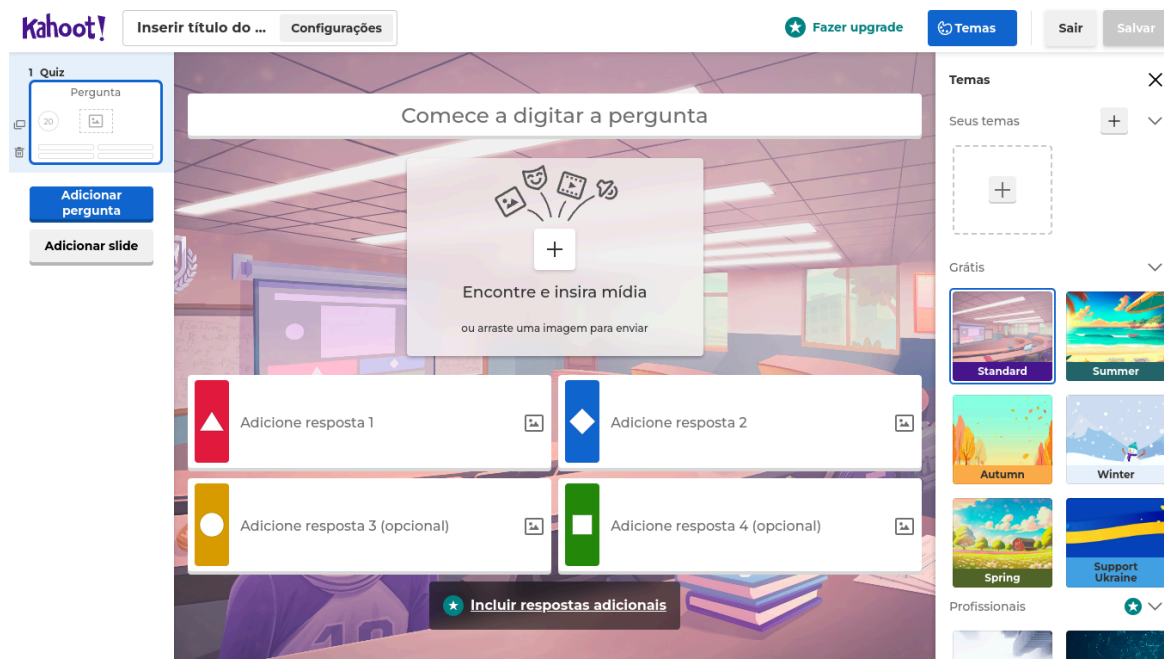 Kahoot!
Inserir título do ...
Configurações
Fazer upgrade
Temas
Sair
Salvar
1 Quiz
Pergunta
20
Adicionar
pergunta
Adicionar slide
Comece a digitar a pergunta
Encontre e insira mídia
ou arraste uma imagem para enviar
Adicione resposta 1
Adicione resposta 2
Adicione resposta 3 (opcional)
Adicione resposta 4 (opcional)
Incluir respostas adicionais
40
Temas
Seus temas
Grátis
Standard
Summer
Autumn
Winter
Spring
Support
Ukraine
Profissionais